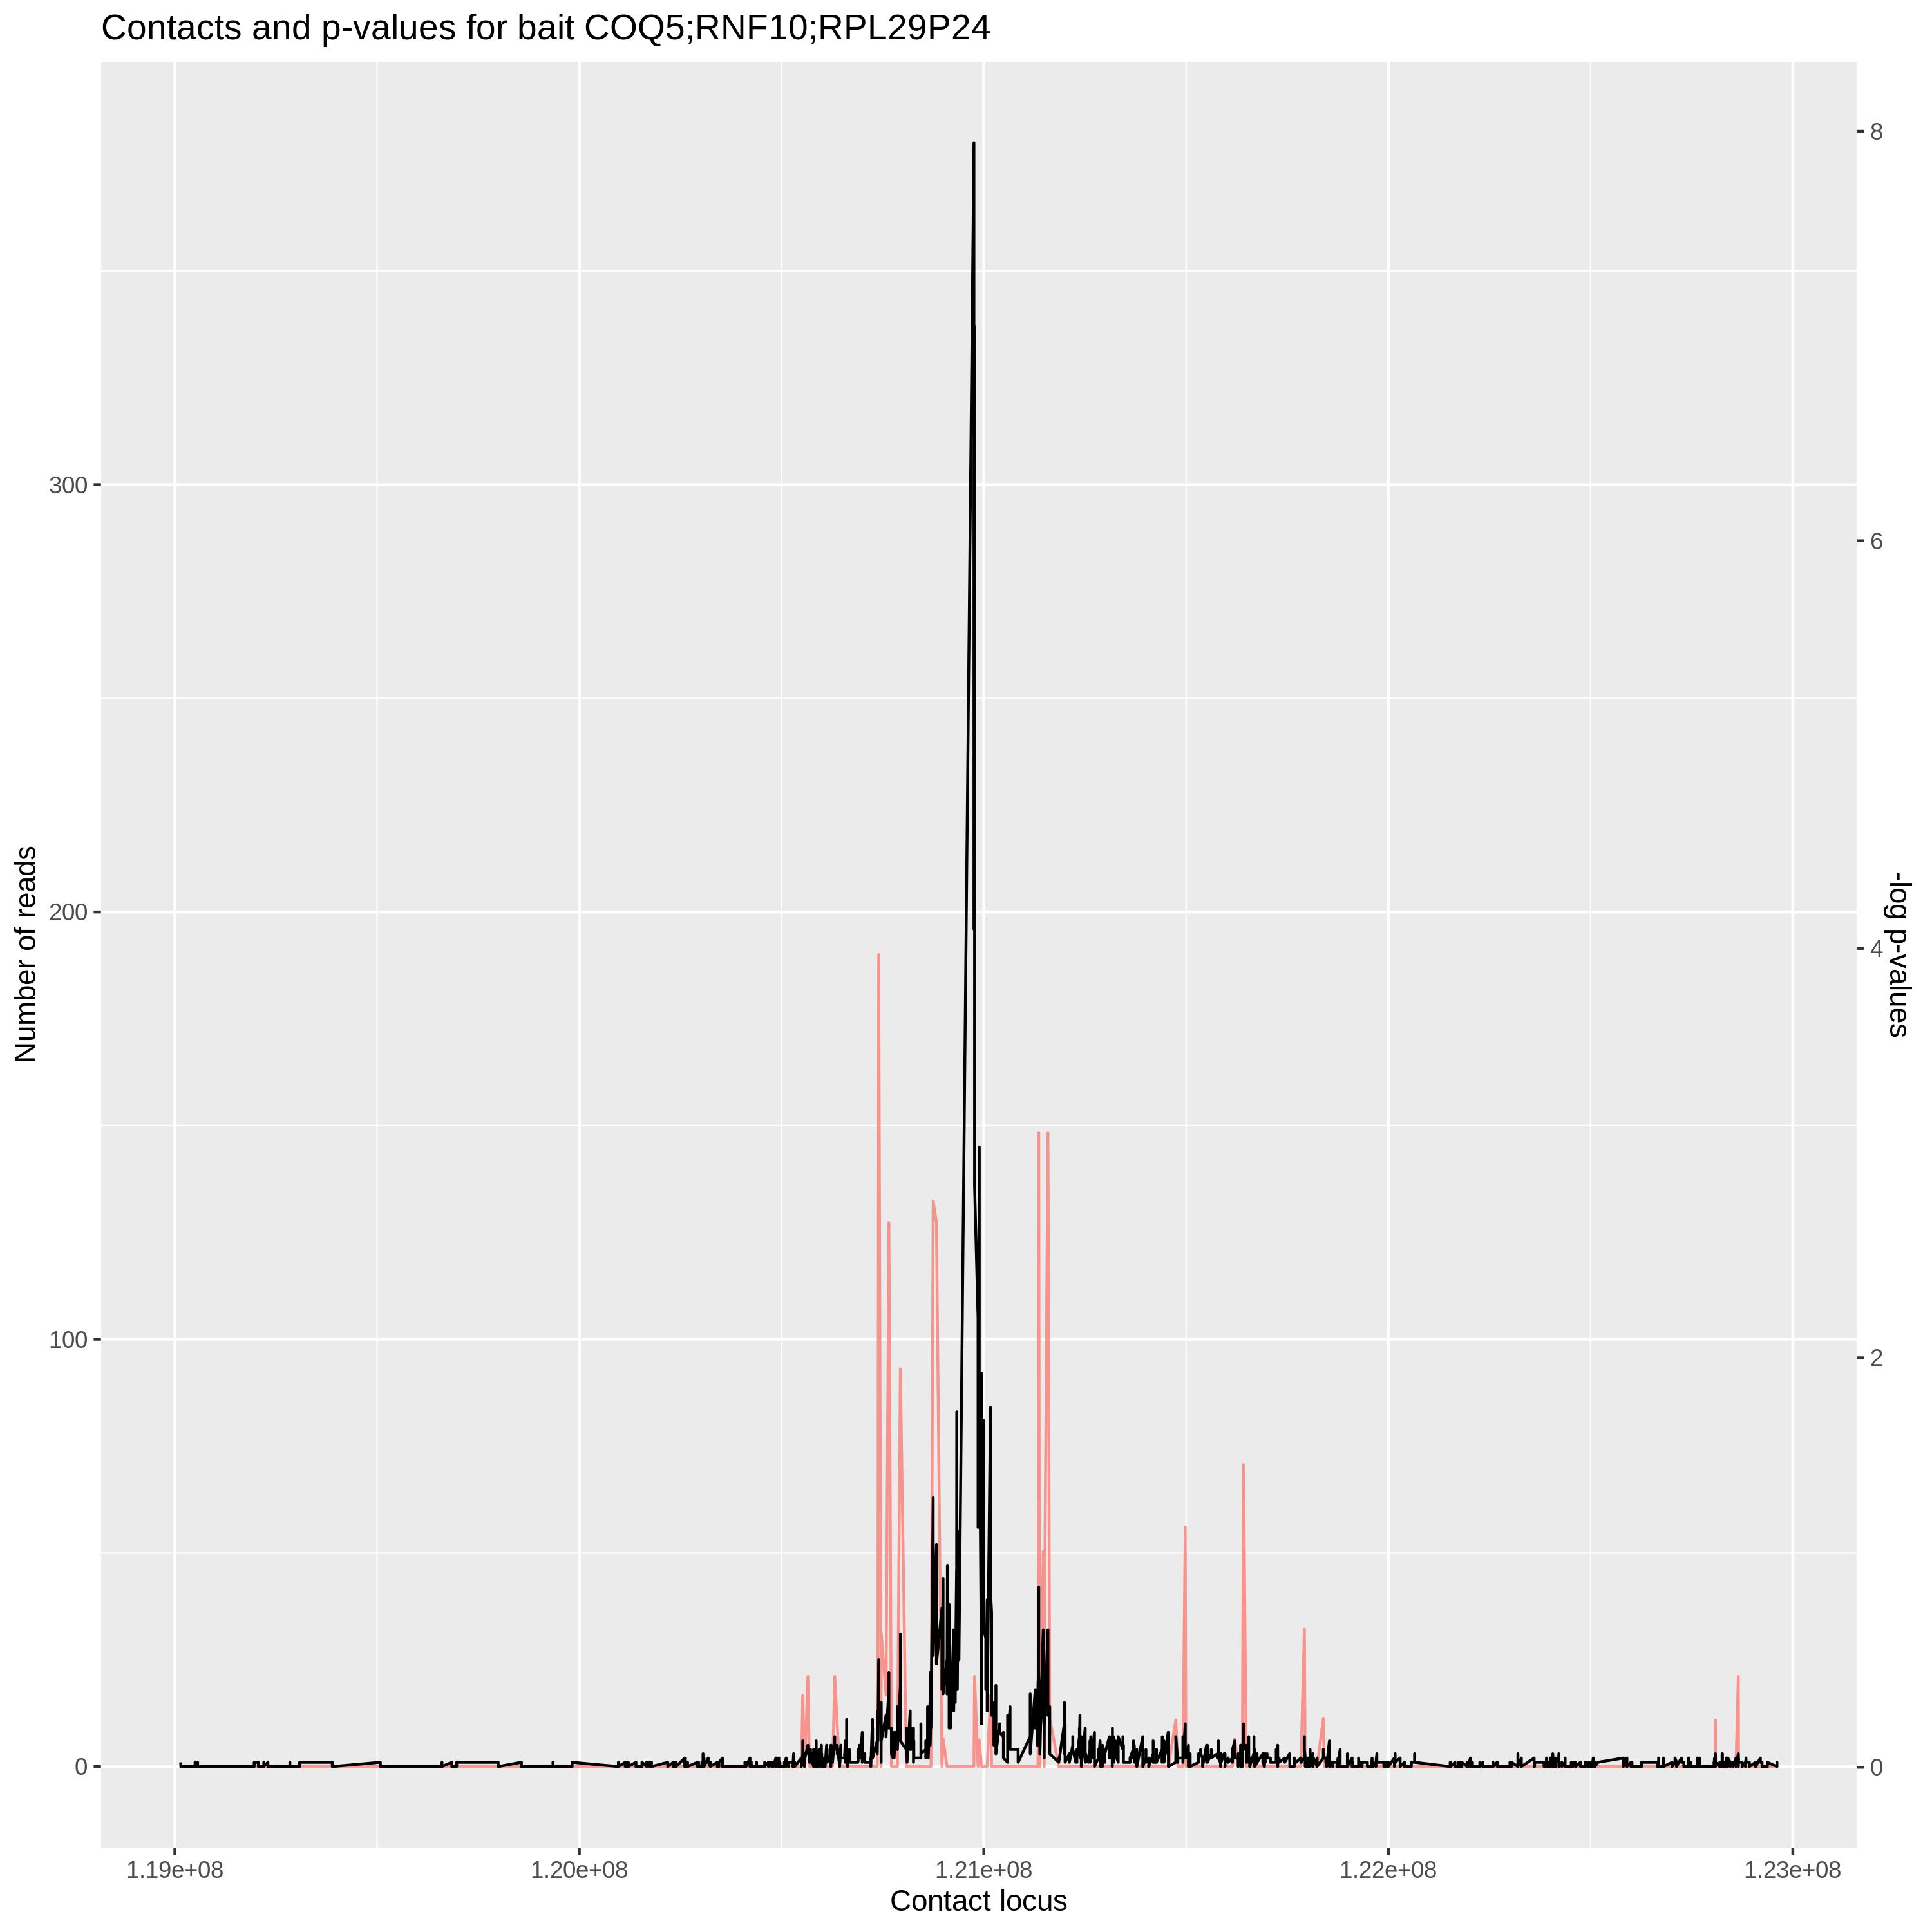 Contacts and p-values for bait COQ5;RNF10;RPL29P24
Number of reads
300
200
100
0
8
6
4
2
0
-log p-values
1.19e+08
1.20e+08
1.21e+08
1.22e+08
1.23e+08
Contact locus